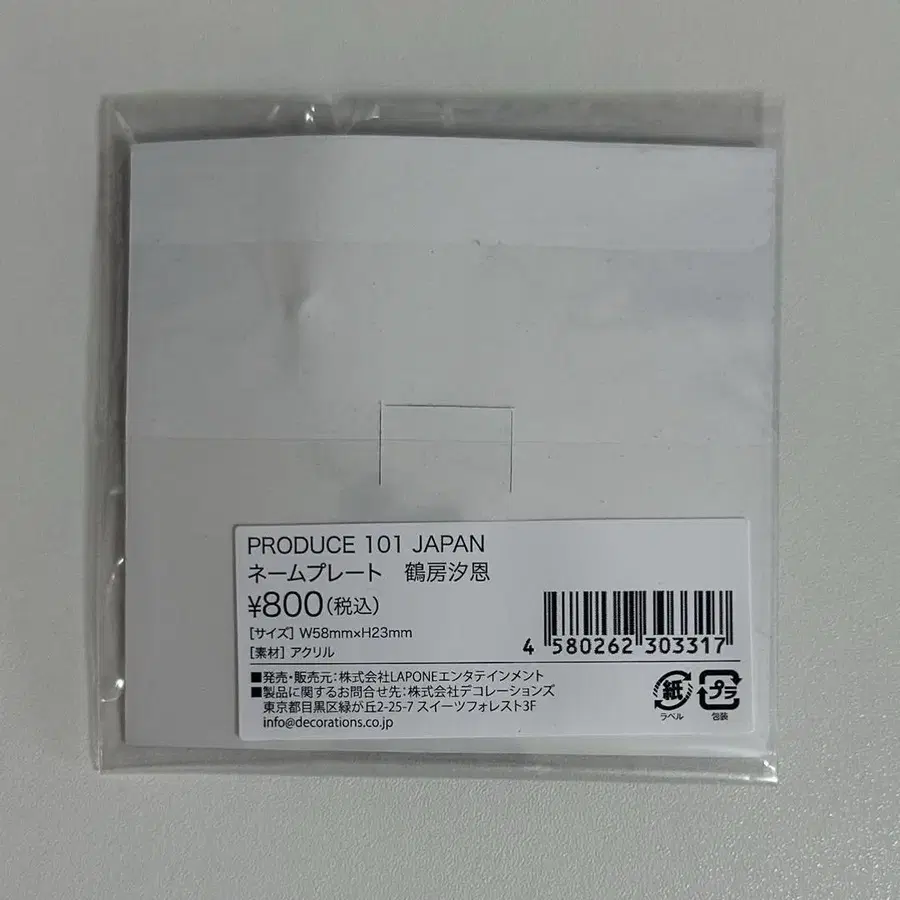 PRODUCE 101 JAPAN
ネームプレート 鶴房汐恩
¥800(税込)
[サイズ] W58mm×H23mm
[素材] アクリル
4 580262 303317
■発売・販売元:株式会社LAPONEエンタテインメント
■製品に関するお問合せ先:株式会社デコレーションズ
東京都目黒区緑が丘2-25-7 スイーツフォレスト3F
info@decorations.co.jp
紙
ラベル
プラ
包装